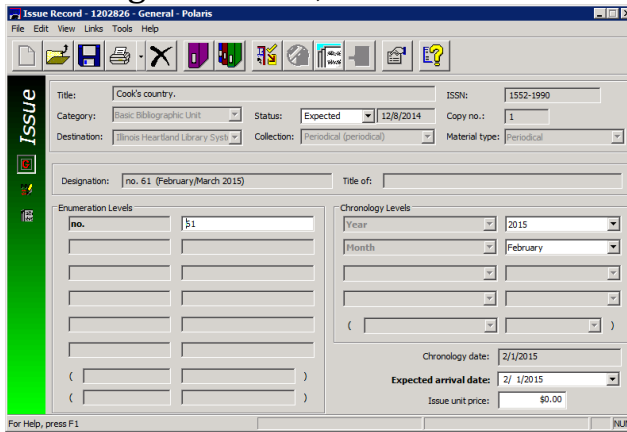 Issue Record - 1202826 - General - Polaris
File Edit View Links Tools Help
Issue
Title: Cook's country. ISSN: 1552-1990
Category: Basic Bibliographic Unit Status: Expected 12/8/2014 Copy no.: 1
Destination: Illinois Heartland Library Syst Collection: Periodical (periodical) Material type: Periodical
Designation: no. 61 (February/March 2015) Title of:
Enumeration Levels Chronology Levels
no. 61 Year 2015
Month February
( )
( ) Chronology date: 2/1/2015
( ) Expected arrival date: 2/ 1/2015
Issue unit price: $0.00
For Help, press F1 NUM